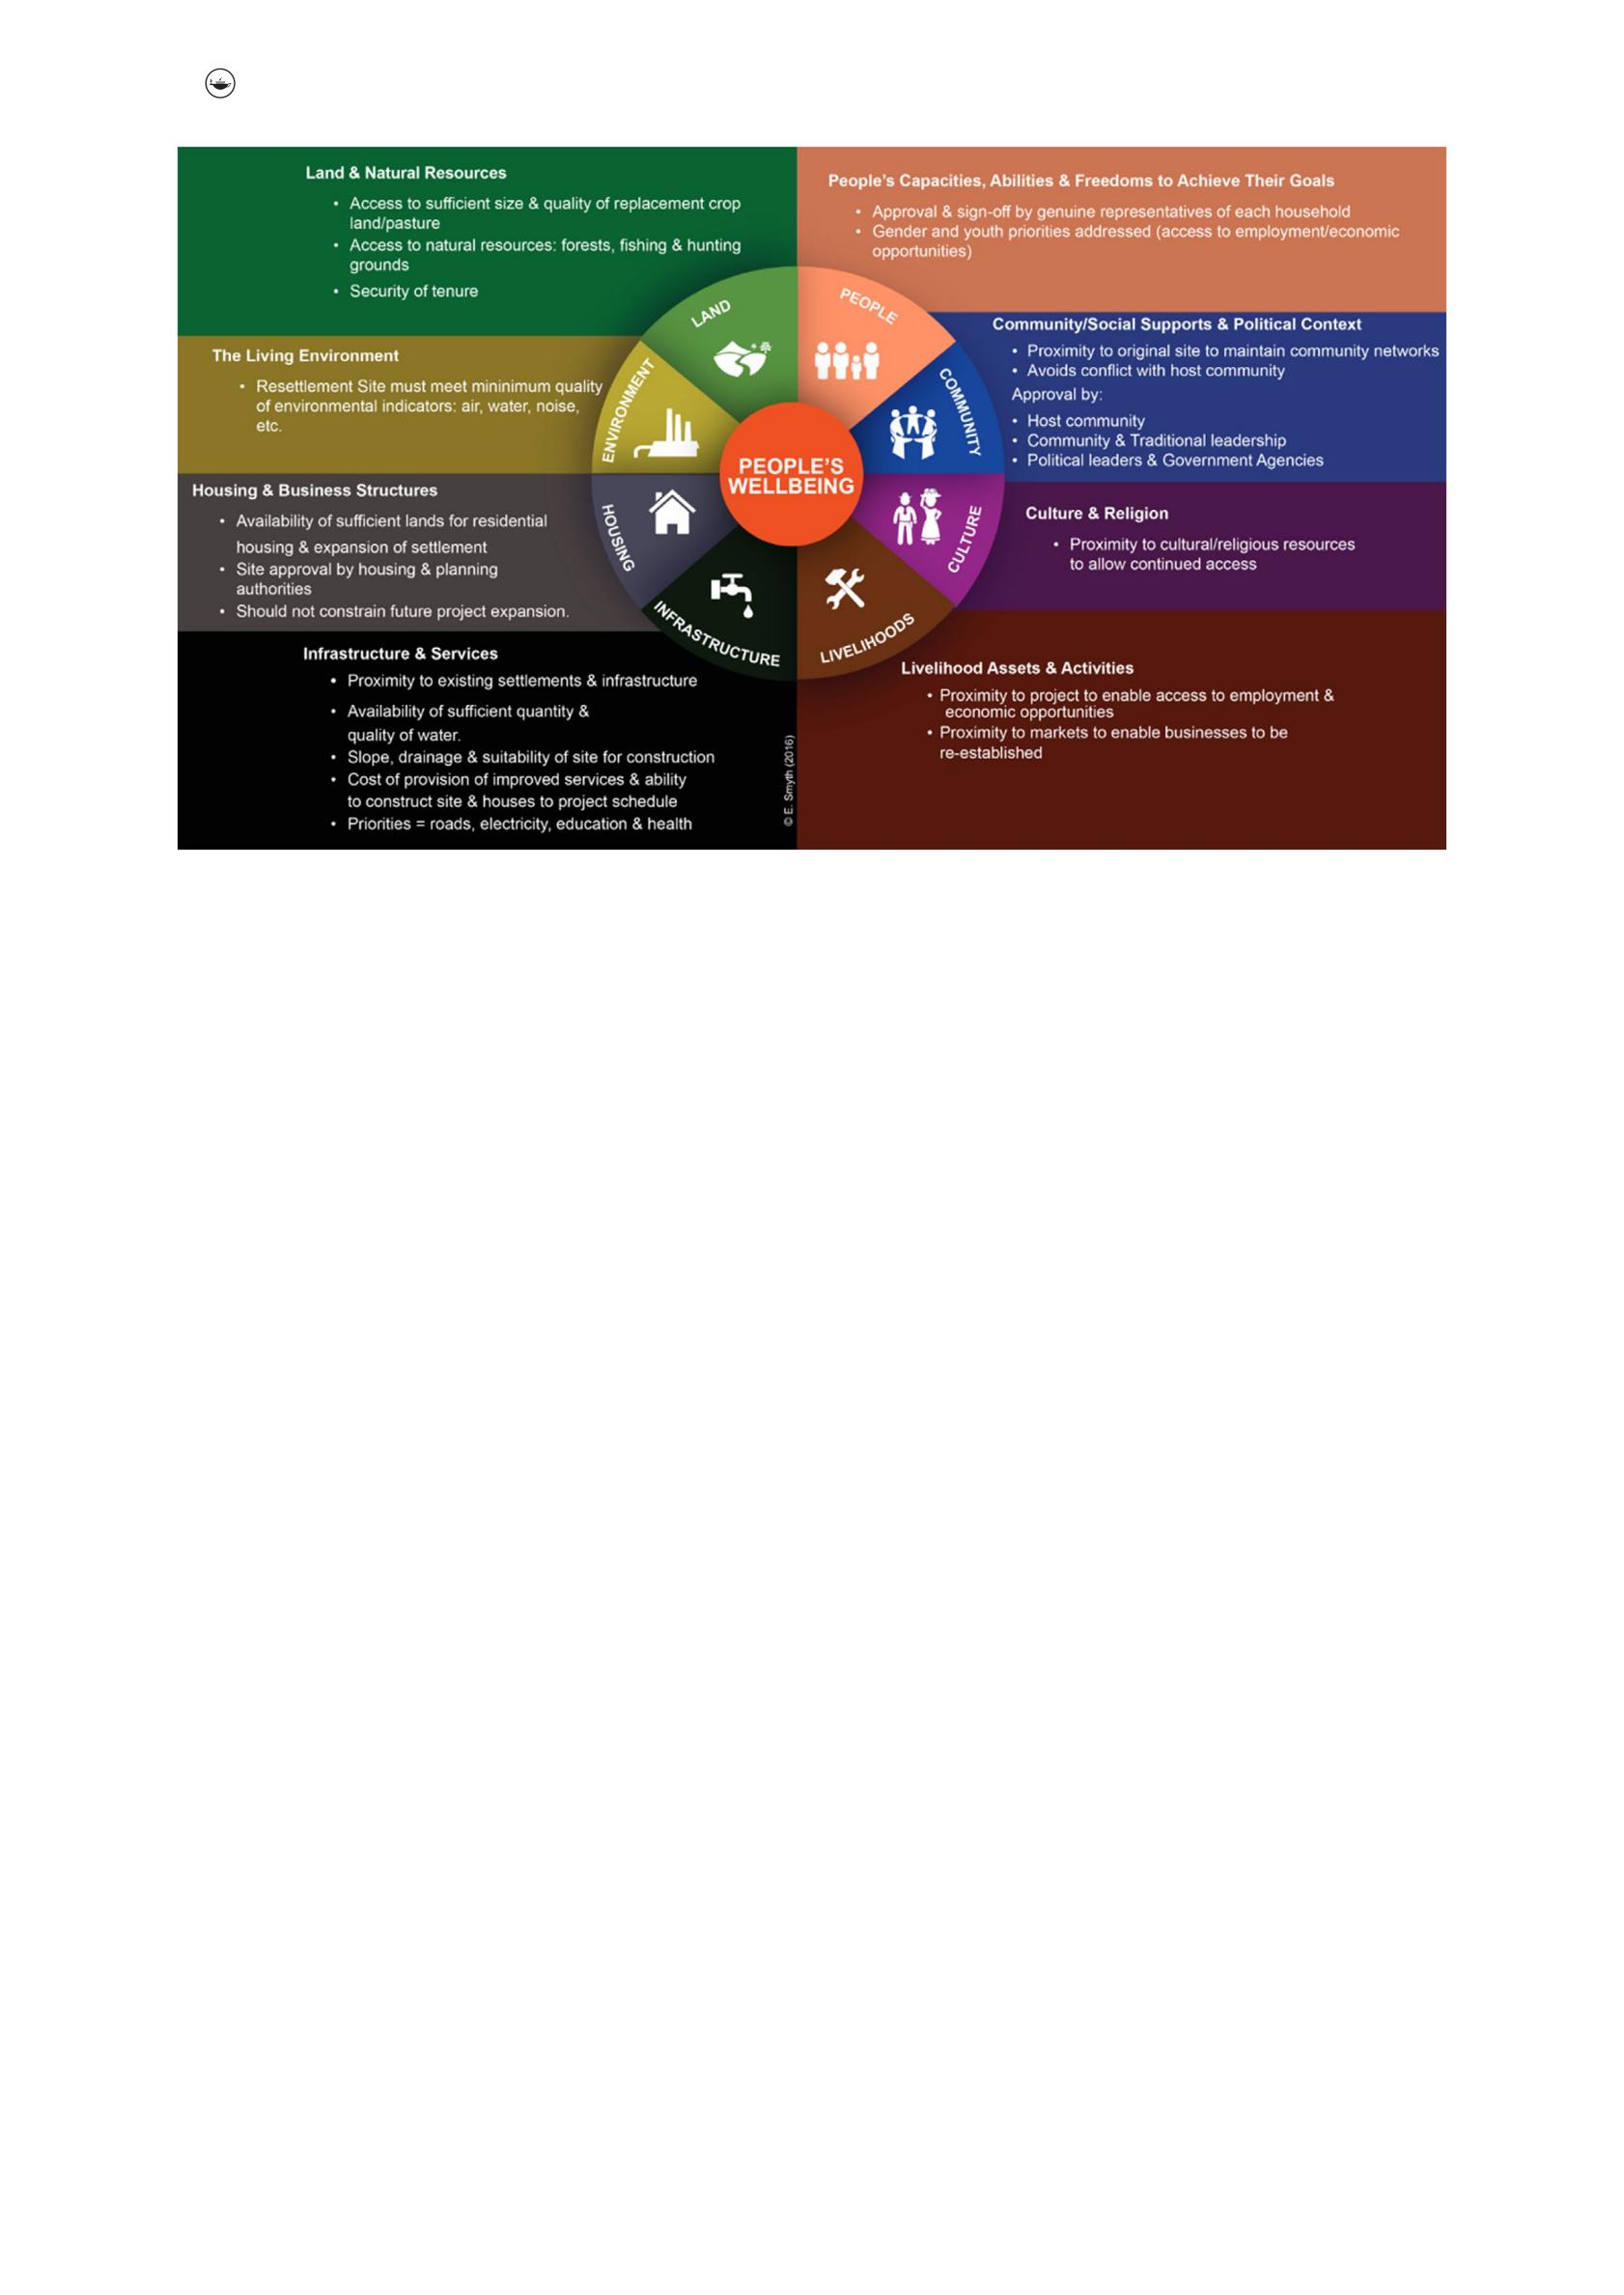 Land & Natural Resources
• Access to sufficient size & quality of replacement crop
land/pasture
• Access to natural resources: forests, fishing & hunting
grounds
• Security of tenure
People's Capacities, Abilities & Freedoms to Achieve Their Goals
• Approval & sign-off by genuine representatives of each household
• Gender and youth priorities addressed (access to employment/economic
opportunities)
The Living Environment
• Resettlement Site must meet mininimum quality
of environmental indicators: air, water, noise,
etc.
Community/Social Supports & Political Context
• Proximity to original site to maintain community networks
• Avoids conflict with host community
Approval by:
• Host community
• Community & Traditional leadership
• Political leaders & Government Agencies
Housing & Business Structures
• Availability of sufficient lands for residential
housing & expansion of settlement
• Site approval by housing & planning
authorities
• Should not constrain future project expansion.
Culture & Religion
• Proximity to cultural/religious resources
to allow continued access
Infrastructure & Services
• Proximity to existing settlements & infrastructure
• Availability of sufficient quantity &
quality of water.
• Slope, drainage & suitability of site for construction
• Cost of provision of improved services & ability
to construct site & houses to project schedule
• Priorities = roads, electricity, education & health
Livelihood Assets & Activities
• Proximity to project to enable access to employment &
economic opportunities
• Proximity to markets to enable businesses to be
re-established
LAND
PEOPLE
COMMUNITY
CULTURE
LIVELIHOODS
INFRASTRUCTURE
HOUSING
ENVIRONMENT
PEOPLE'S
WELLBEING
© E. Smyth (2016)